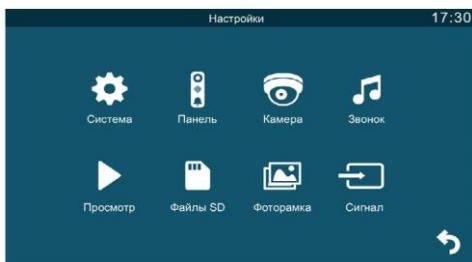 Настройки 17:30
Система Панель Камера Звонок
Просмотр Файлы SD Фоторамка Сигнал